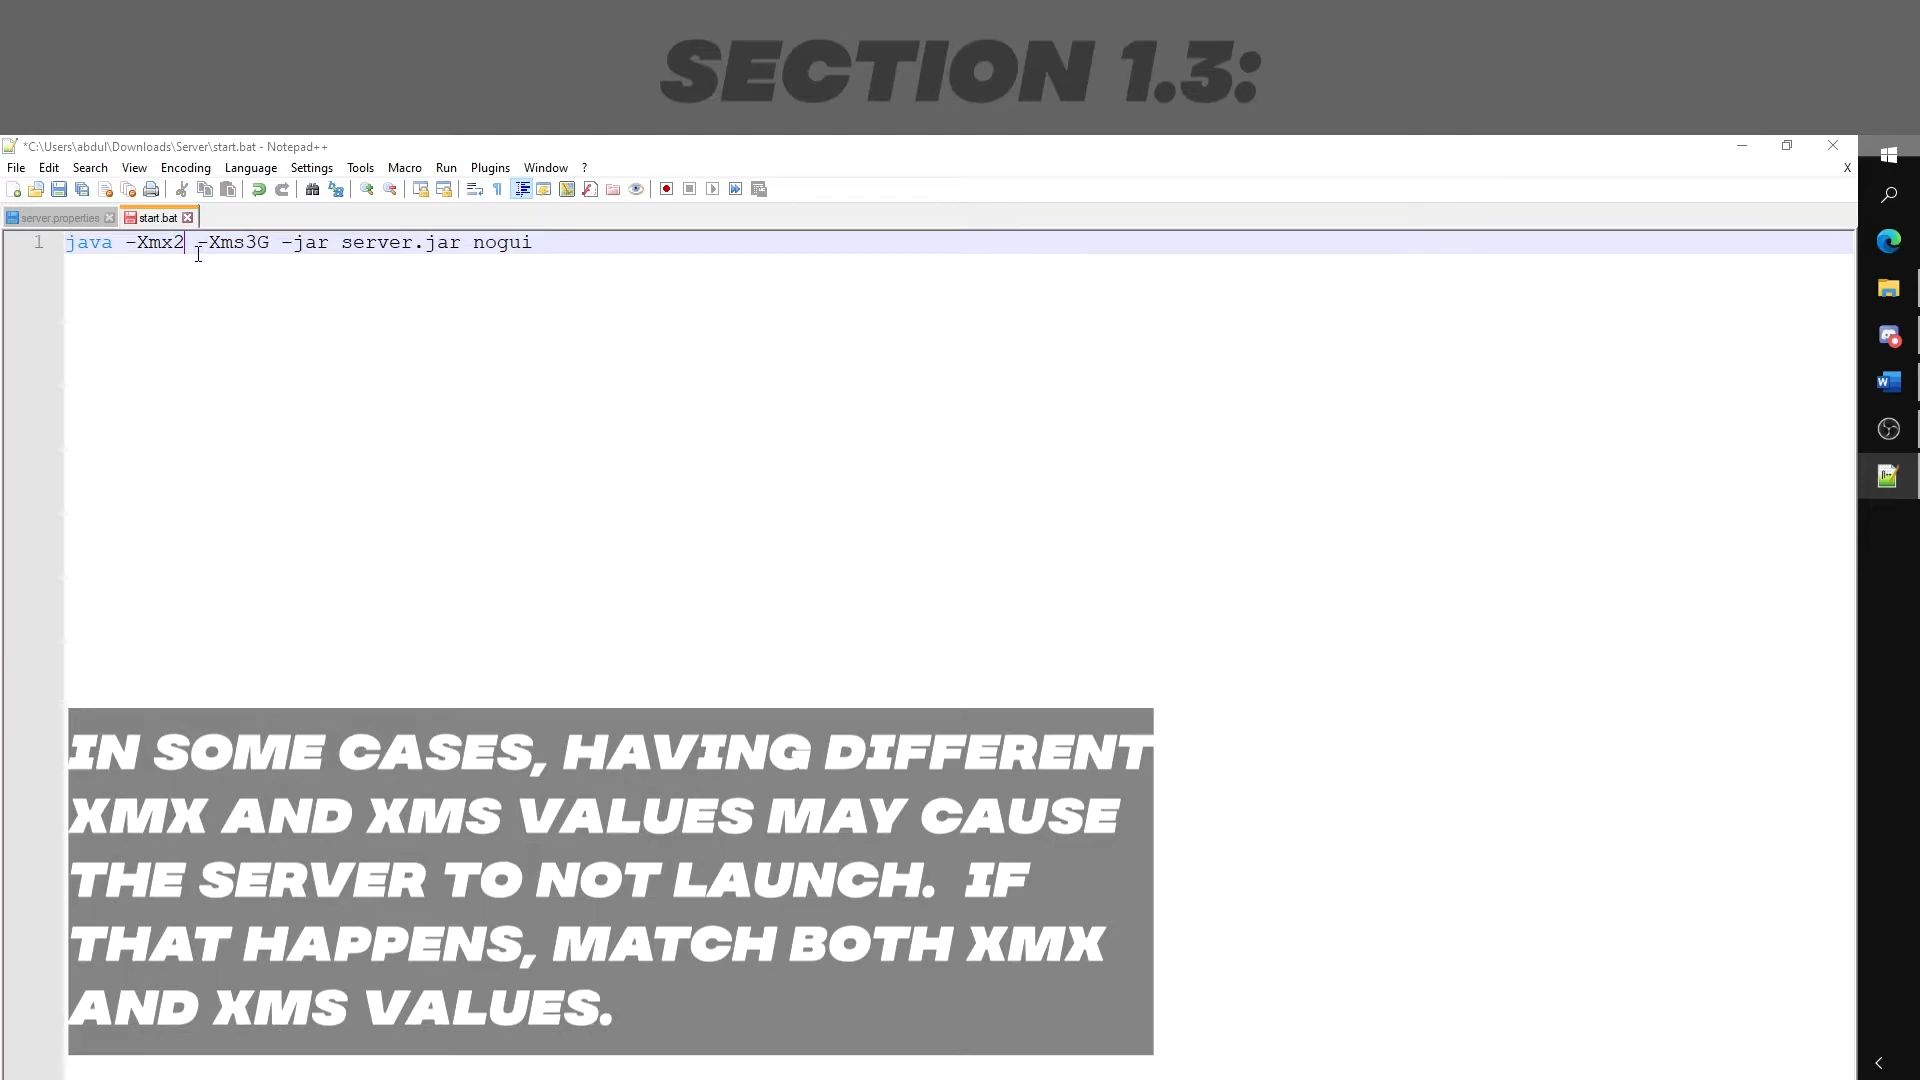 SECTION 1.3:
*C:\Users\abdul\Downloads\Server\start.bat - Notepad++
File Edit Search View Encoding Language Settings Tools Macro Run Plugins Window ? X
server.properties start.bat
1 java -Xmx2 -Xms3G -jar server.jar nogui
IN SOME CASES, HAVING DIFFERENT
XMX AND XMS VALUES MAY CAUSE
THE SERVER TO NOT LAUNCH. IF
THAT HAPPENS, MATCH BOTH XMX
AND XMS VALUES.